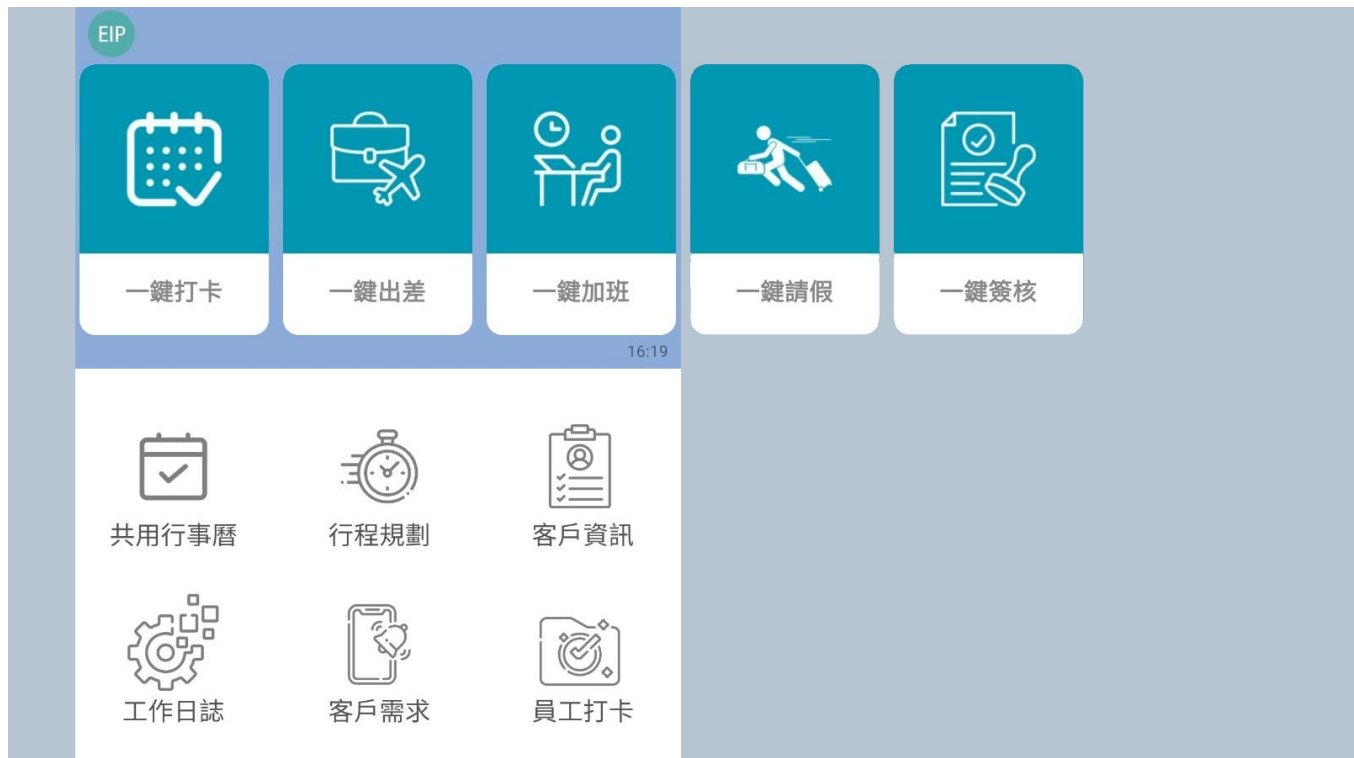 EIP
一鍵打卡
一鍵出差
一鍵加班
一鍵請假
一鍵簽核
16:19
共用行事曆
行程規劃
客戶資訊
工作日誌
客戶需求
員工打卡